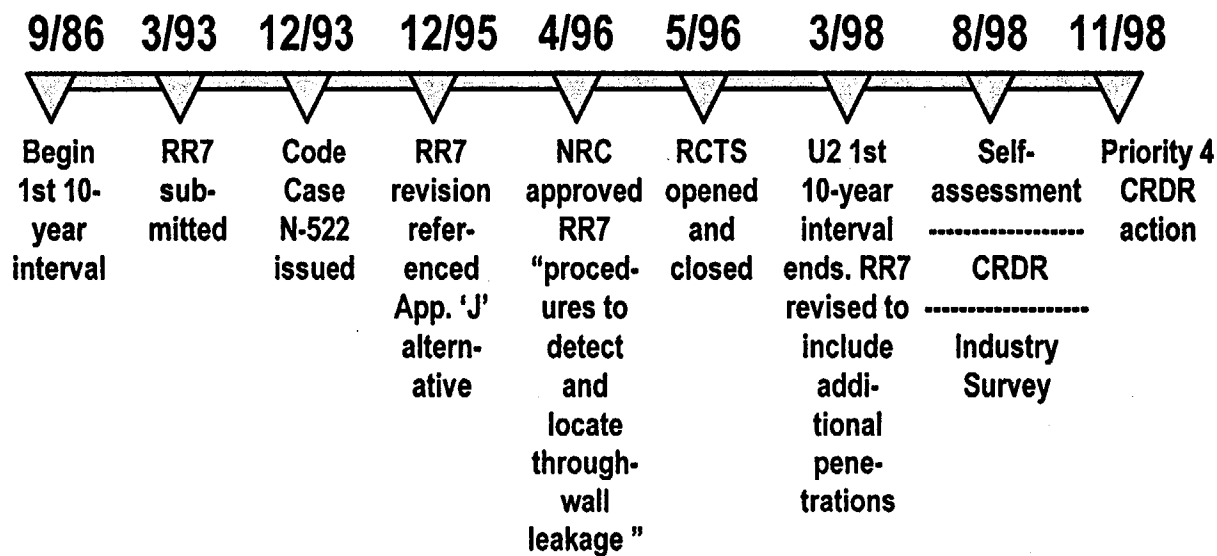 9/86 3/93 12/93 12/95 4/96 5/96 3/98 8/98 11/98
Begin
1st 10-
year
interval
RR7
sub-
mitted
Code
Case
N-522
issued
RR7
revision
refer-
enced
App. ‘J’
altern-
ative
NRC
approved
RR7
“proced-
ures to
detect
and
locate
through-
wall
leakage ”
RCTS
opened
and
closed
U2 1st
10-year
interval
ends. RR7
revised to
include
addi-
tional
pene-
trations
Self-
assessment
------------------
CRDR
------------------
Industry
Survey
Priority 4
CRDR
action